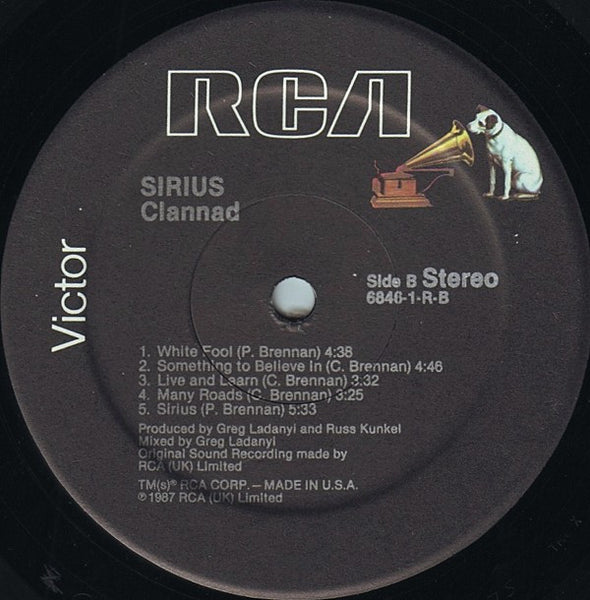 RCA
SIRIUS
Clannad
Victor
Side B Stereo
6846-1-R-B
1. White Fool (P. Brennan) 4:38
2. Something to Believe In (C. Brennan) 4:46
3. Live and Learn (C. Brennan) 3:32
4. Many Roads (C. Brennan) 3:25
5. Sirius (P. Brennan) 5:33
Produced by Greg Ladanyi and Russ Kunkel
Mixed by Greg Ladanyi
Original Sound Recording made by
RCA (UK) Limited
TM(s)® RCA CORP. — MADE IN U.S.A.
℗1987 RCA (UK) Limited